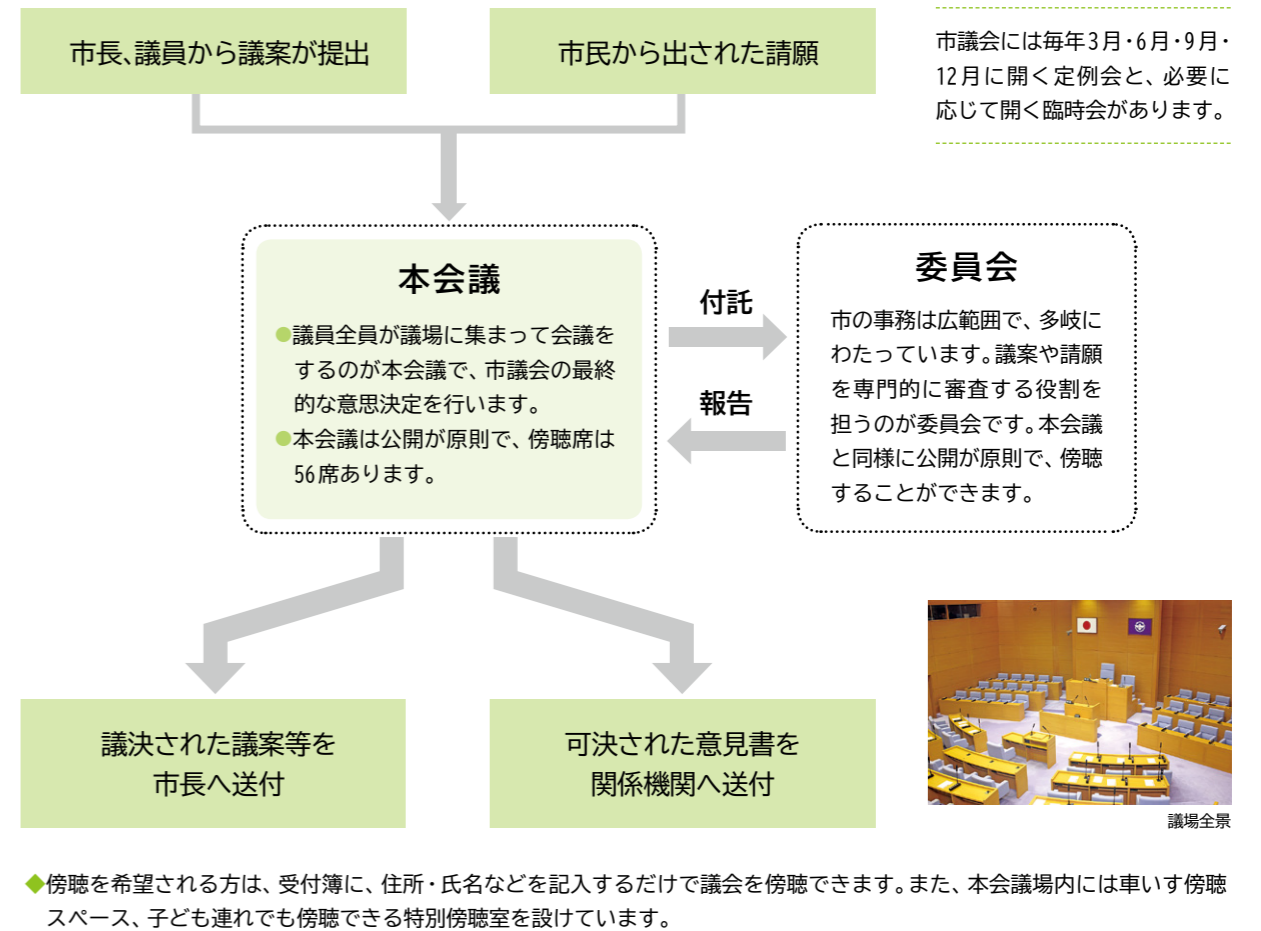 市長、議員から議案が提出
市民から出された請願
市議会には毎年3月・6月・9月・
12月に開く定例会と、必要に
応じて開く臨時会があります。
本会議
●議員全員が議場に集まって会議を
するのが本会議で、市議会の最終
的な意思決定を行います。
●本会議は公開が原則で、傍聴席は
56席あります。
付託
報告
委員会
市の事務は広範囲で、多岐に
わたっています。議案や請願
を専門的に審査する役割を
担うのが委員会です。本会議
と同様に公開が原則で、傍聴
することができます。
議決された議案等を
市長へ送付
可決された意見書を
関係機関へ送付
議場全景
◆傍聴を希望される方は、受付簿に、住所・氏名などを記入するだけで議会を傍聴できます。また、本会議場内には車いす傍聴
スペース、子ども連れでも傍聴できる特別傍聴室を設けています。